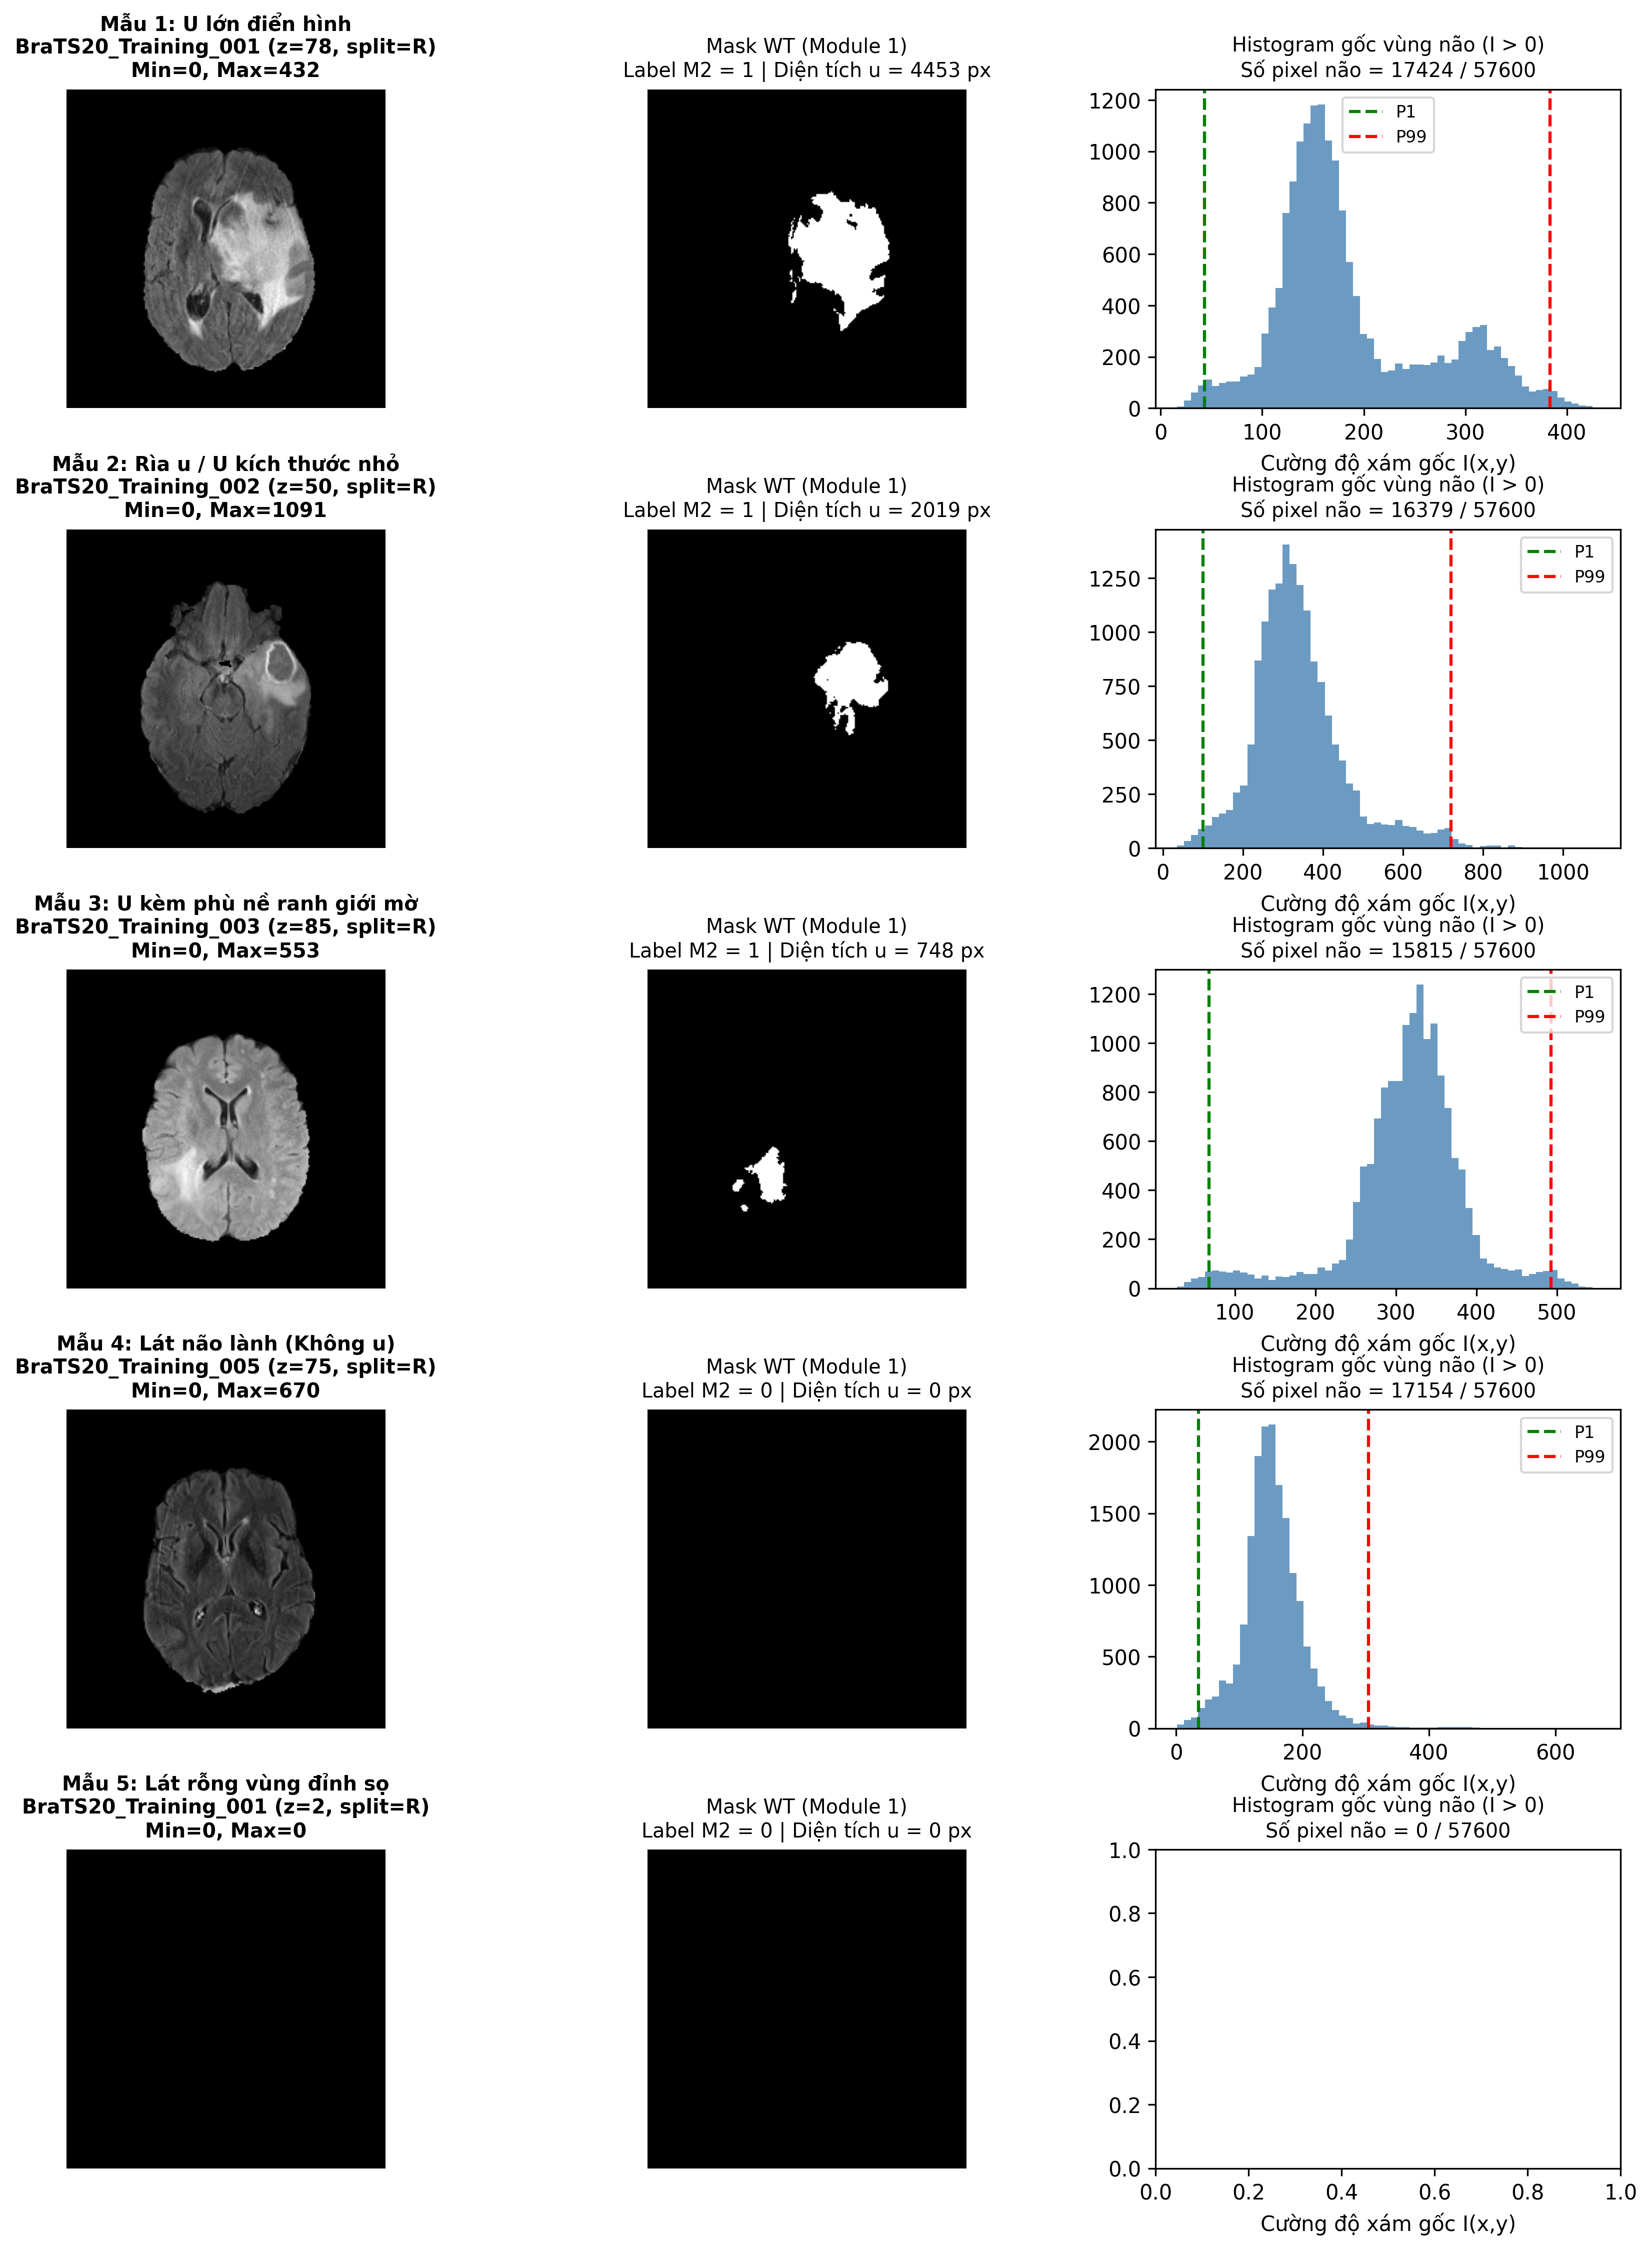 Mẫu 1: U lớn điển hình
BraTS20_Training_001 (z=78, split=R)
Min=0, Max=432
Mask WT (Module 1)
Label M2 = 1 | Diện tích u = 4453 px
Histogram gốc vùng não (I > 0)
Số pixel não = 17424 / 57600
P1
P99
1200
1000
800
600
400
200
0
0 100 200 300 400
Cường độ xám gốc I(x,y)
Mẫu 2: Rìa u / U kích thước nhỏ
BraTS20_Training_002 (z=50, split=R)
Min=0, Max=1091
Mask WT (Module 1)
Label M2 = 1 | Diện tích u = 2019 px
Histogram gốc vùng não (I > 0)
Số pixel não = 16379 / 57600
P1
P99
1250
1000
750
500
250
0
0 200 400 600 800 1000
Cường độ xám gốc I(x,y)
Mẫu 3: U kèm phù nề ranh giới mờ
BraTS20_Training_003 (z=85, split=R)
Min=0, Max=553
Mask WT (Module 1)
Label M2 = 1 | Diện tích u = 748 px
Histogram gốc vùng não (I > 0)
Số pixel não = 15815 / 57600
P1
P99
1200
1000
800
600
400
200
0
100 200 300 400 500
Cường độ xám gốc I(x,y)
Mẫu 4: Lát não lành (Không u)
BraTS20_Training_005 (z=75, split=R)
Min=0, Max=670
Mask WT (Module 1)
Label M2 = 0 | Diện tích u = 0 px
Histogram gốc vùng não (I > 0)
Số pixel não = 17154 / 57600
P1
P99
2000
1500
1000
500
0
0 200 400 600
Cường độ xám gốc I(x,y)
Mẫu 5: Lát rỗng vùng đỉnh sọ
BraTS20_Training_001 (z=2, split=R)
Min=0, Max=0
Mask WT (Module 1)
Label M2 = 0 | Diện tích u = 0 px
Histogram gốc vùng não (I > 0)
Số pixel não = 0 / 57600
1.0
0.8
0.6
0.4
0.2
0.0
0.0 0.2 0.4 0.6 0.8 1.0
Cường độ xám gốc I(x,y)